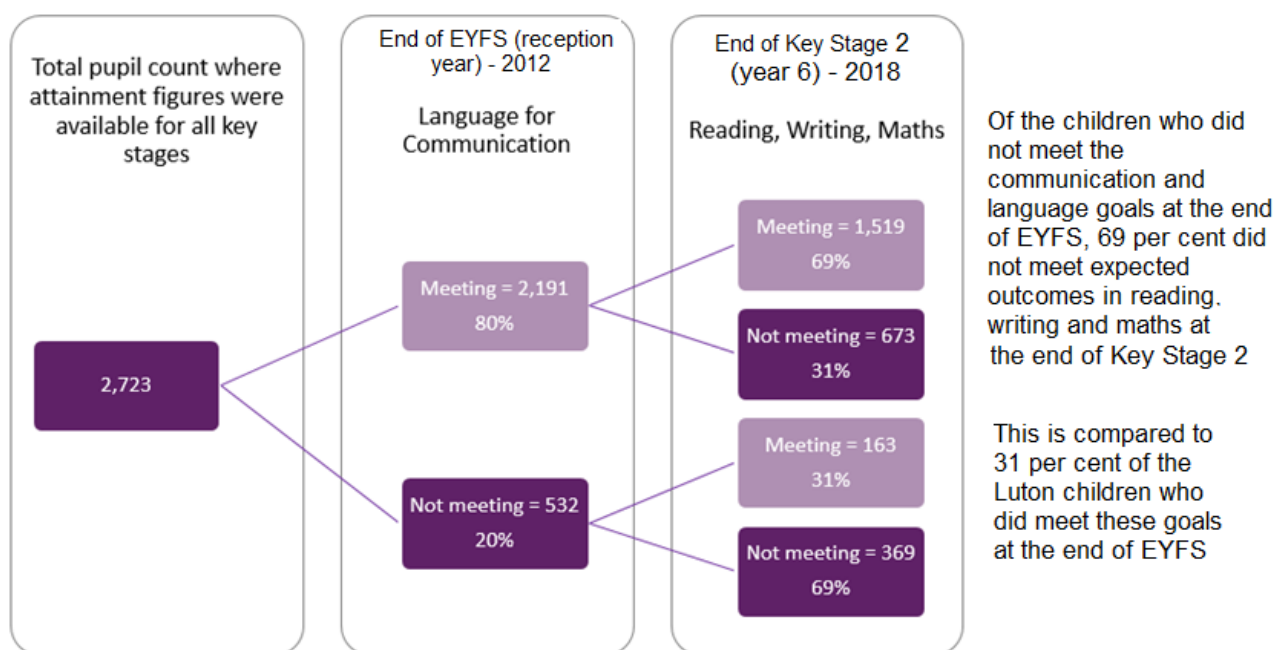 Total pupil count where
attainment figures were
available for all key
stages
2,723
End of EYFS (reception
year) - 2012
Language for
Communication
Meeting = 2,191
80%
Not meeting = 532
20%
End of Key Stage 2
(year 6) - 2018
Reading, Writing, Maths
Meeting = 1,519
69%
Not meeting = 673
31%
Meeting = 163
31%
Not meeting = 369
69%
Of the children who did
not meet the
communication and
language goals at the end
of EYFS, 69 per cent did
not meet expected
outcomes in reading.
writing and maths at
the end of Key Stage 2
This is compared to
31 per cent of the
Luton children who
did meet these goals
at the end of EYFS